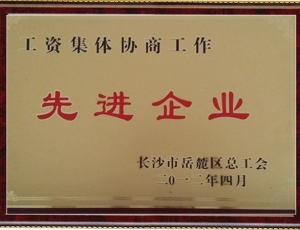 工资集体协商工作
先进企业
长沙市岳麓区总工会
二〇一二年四月